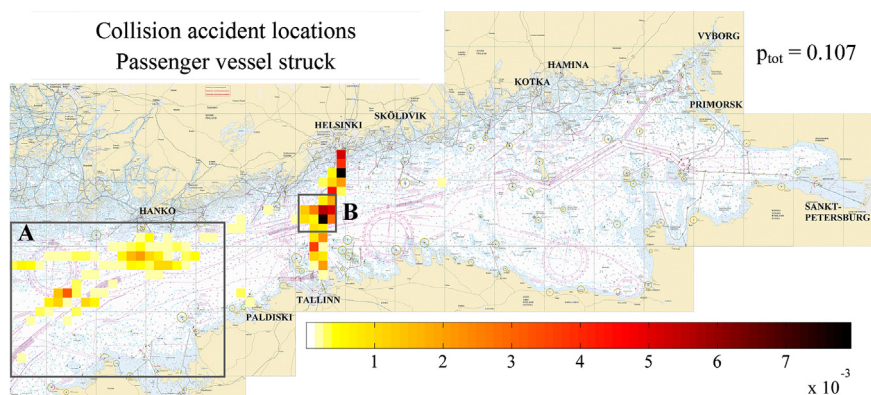 Collision accident locations
Passenger vessel struck
p_tot = 0.107
VYBORG
HAMINA
KOTKA
PRIMORSK
SKÖLDVIK
HELSINKI
HANKO
A
B
SANKT-
PETERSBURG
TALLINN
PALDISKI
1 2 3 4 5 6 7
x 10⁻³